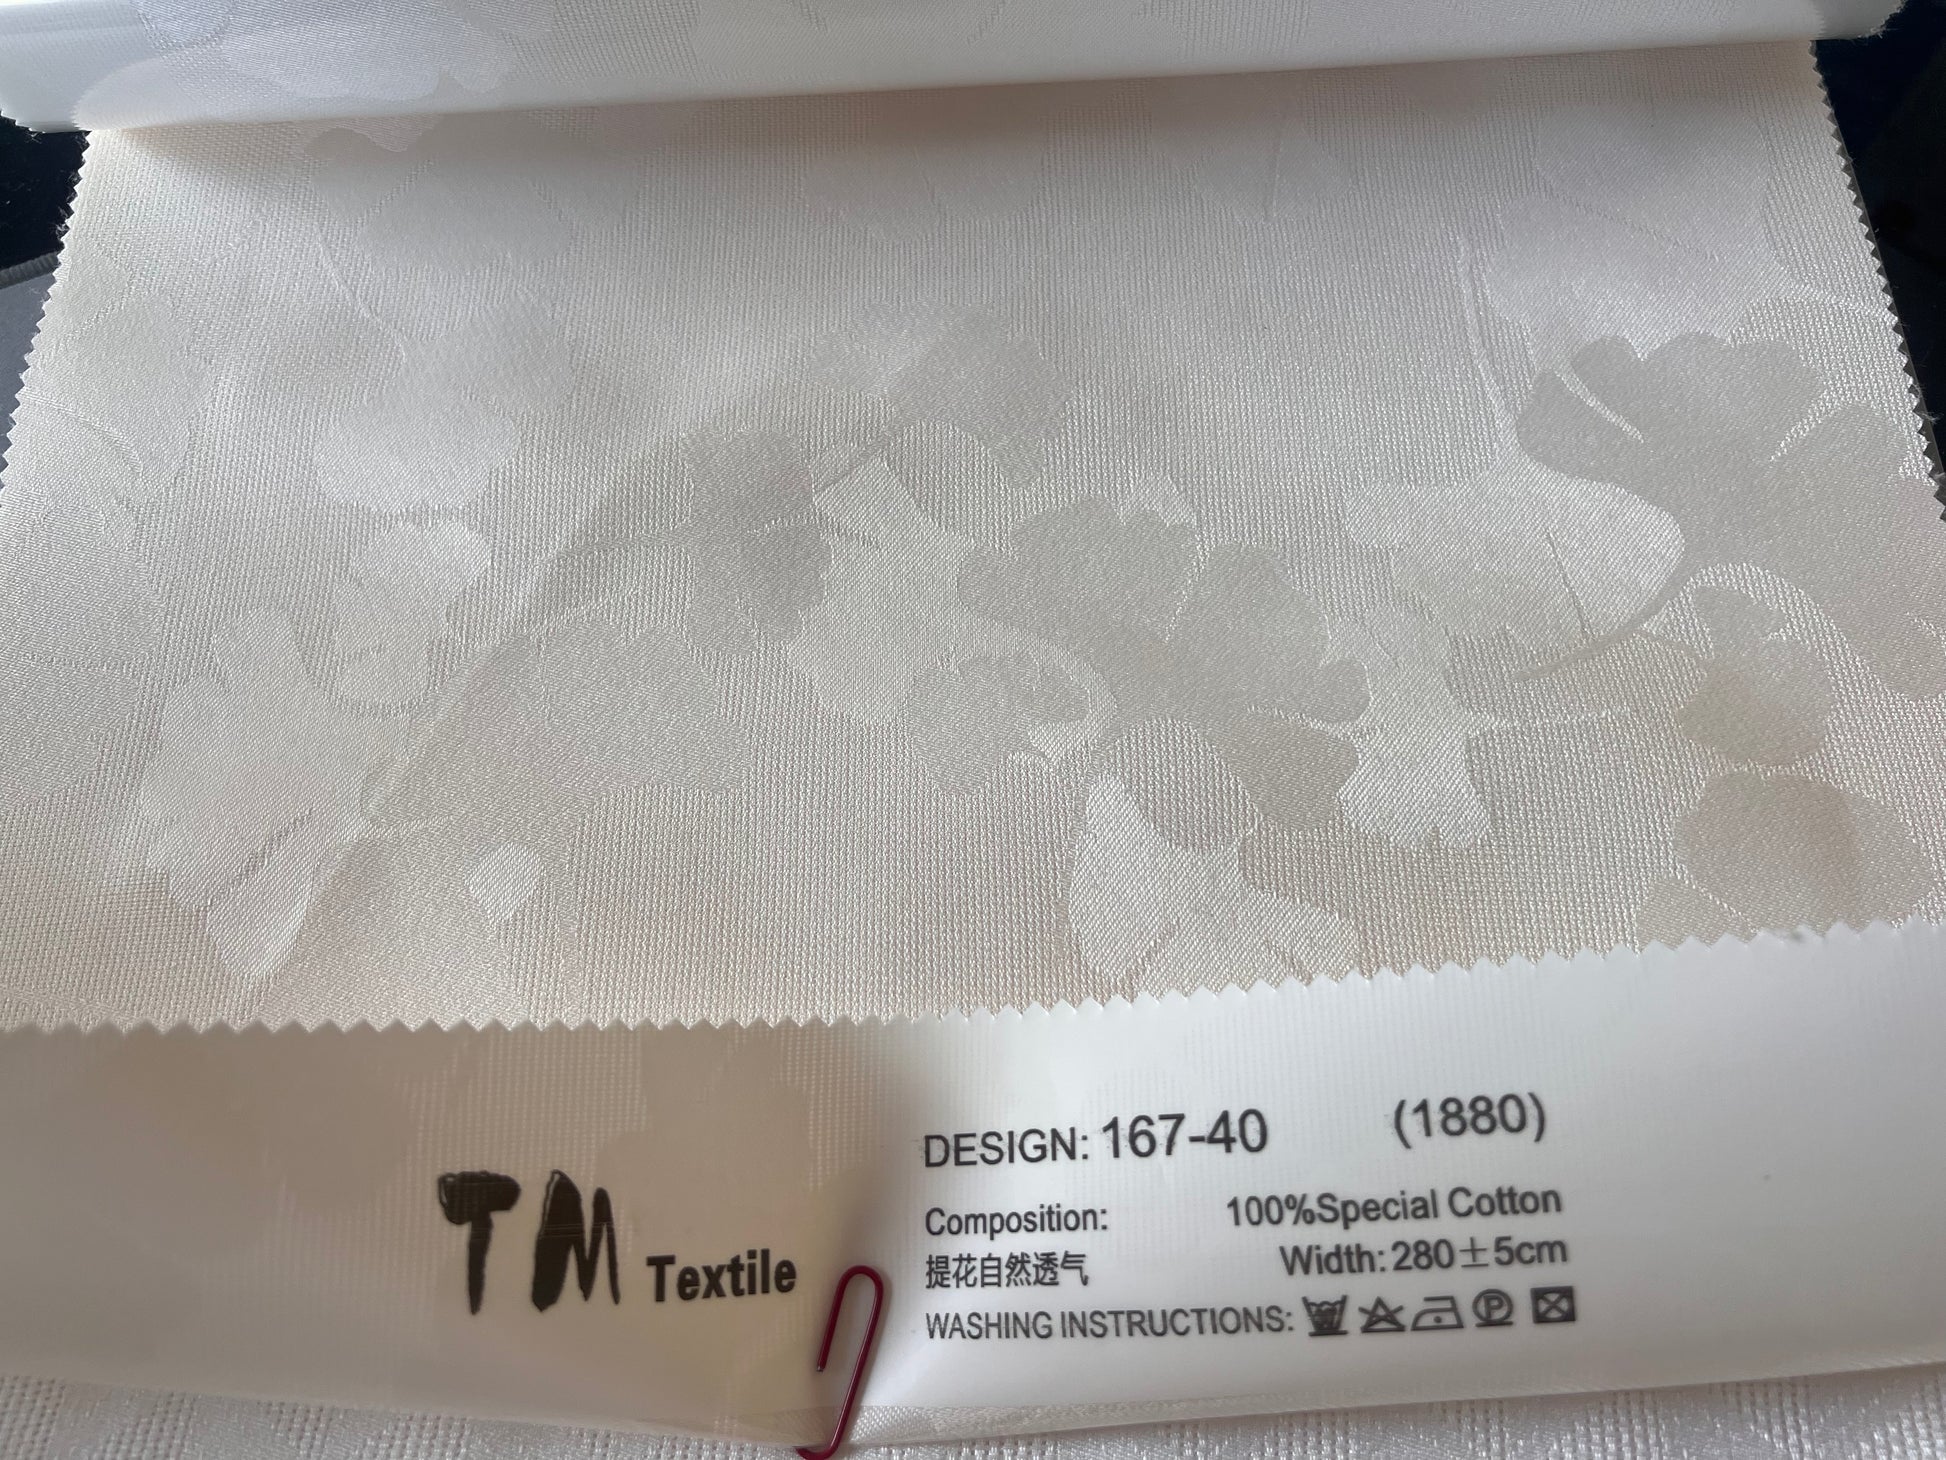 TM Textile
DESIGN: 167-40 (1880)
Composition: 100%Special Cotton
提花自然透气 Width: 280±5cm
WASHING INSTRUCTIONS: